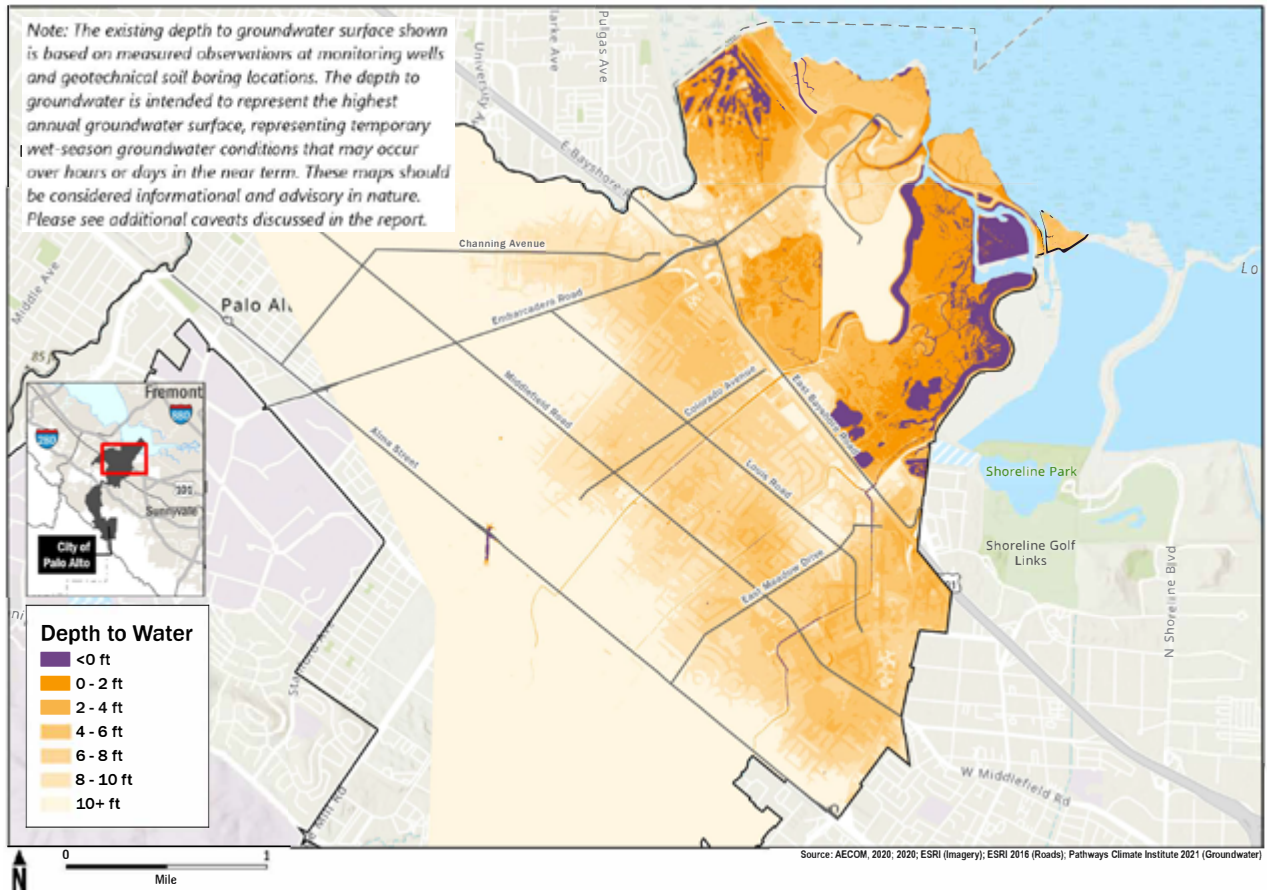 Note: The existing depth to groundwater surface shown
is based on measured observations at monitoring wells
and geotechnical soil boring locations. The depth to
groundwater is intended to represent the highest
annual groundwater surface, representing temporary
wet-season groundwater conditions that may occur
over hours or days in the near term. These maps should
be considered informational and advisory in nature.
Please see additional caveats discussed in the report.
University
Pulgas Ave
E Bayshore
Channing Avenue
Embarcadero Road
Middle Ave
Palo Al
Middlefield Road
Colorado Avenue
East Bayshore Road
Alma Street
Louis Road
East Meadow Drive
Lo
85
Shoreline Park
Shoreline Golf
Links
N Shoreline Blvd
W Middlefield Rd
Fremont
880
280
101
Sunnyvale
City of
Palo Alto
Depth to Water
<0 ft
0 - 2 ft
2 - 4 ft
4 - 6 ft
6 - 8 ft
8 - 10 ft
10+ ft
N
0 1
Mile
Source: AECOM, 2020; 2020; ESRI (Imagery); ESRI 2016 (Roads); Pathways Climate Institute 2021 (Groundwater)